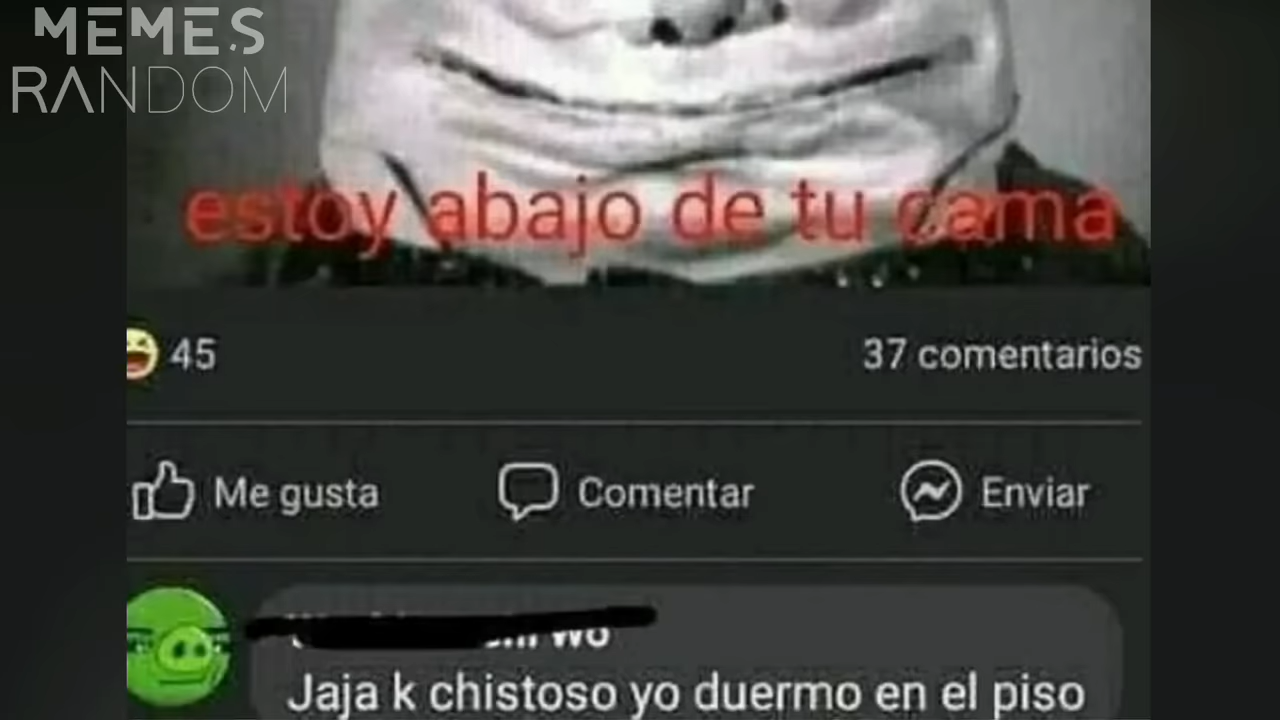 MEMES
RANDOM
estoy abajo de tu cama
45
37 comentarios
Me gusta
Comentar
Enviar
wo
Jaja k chistoso yo duermo en el piso